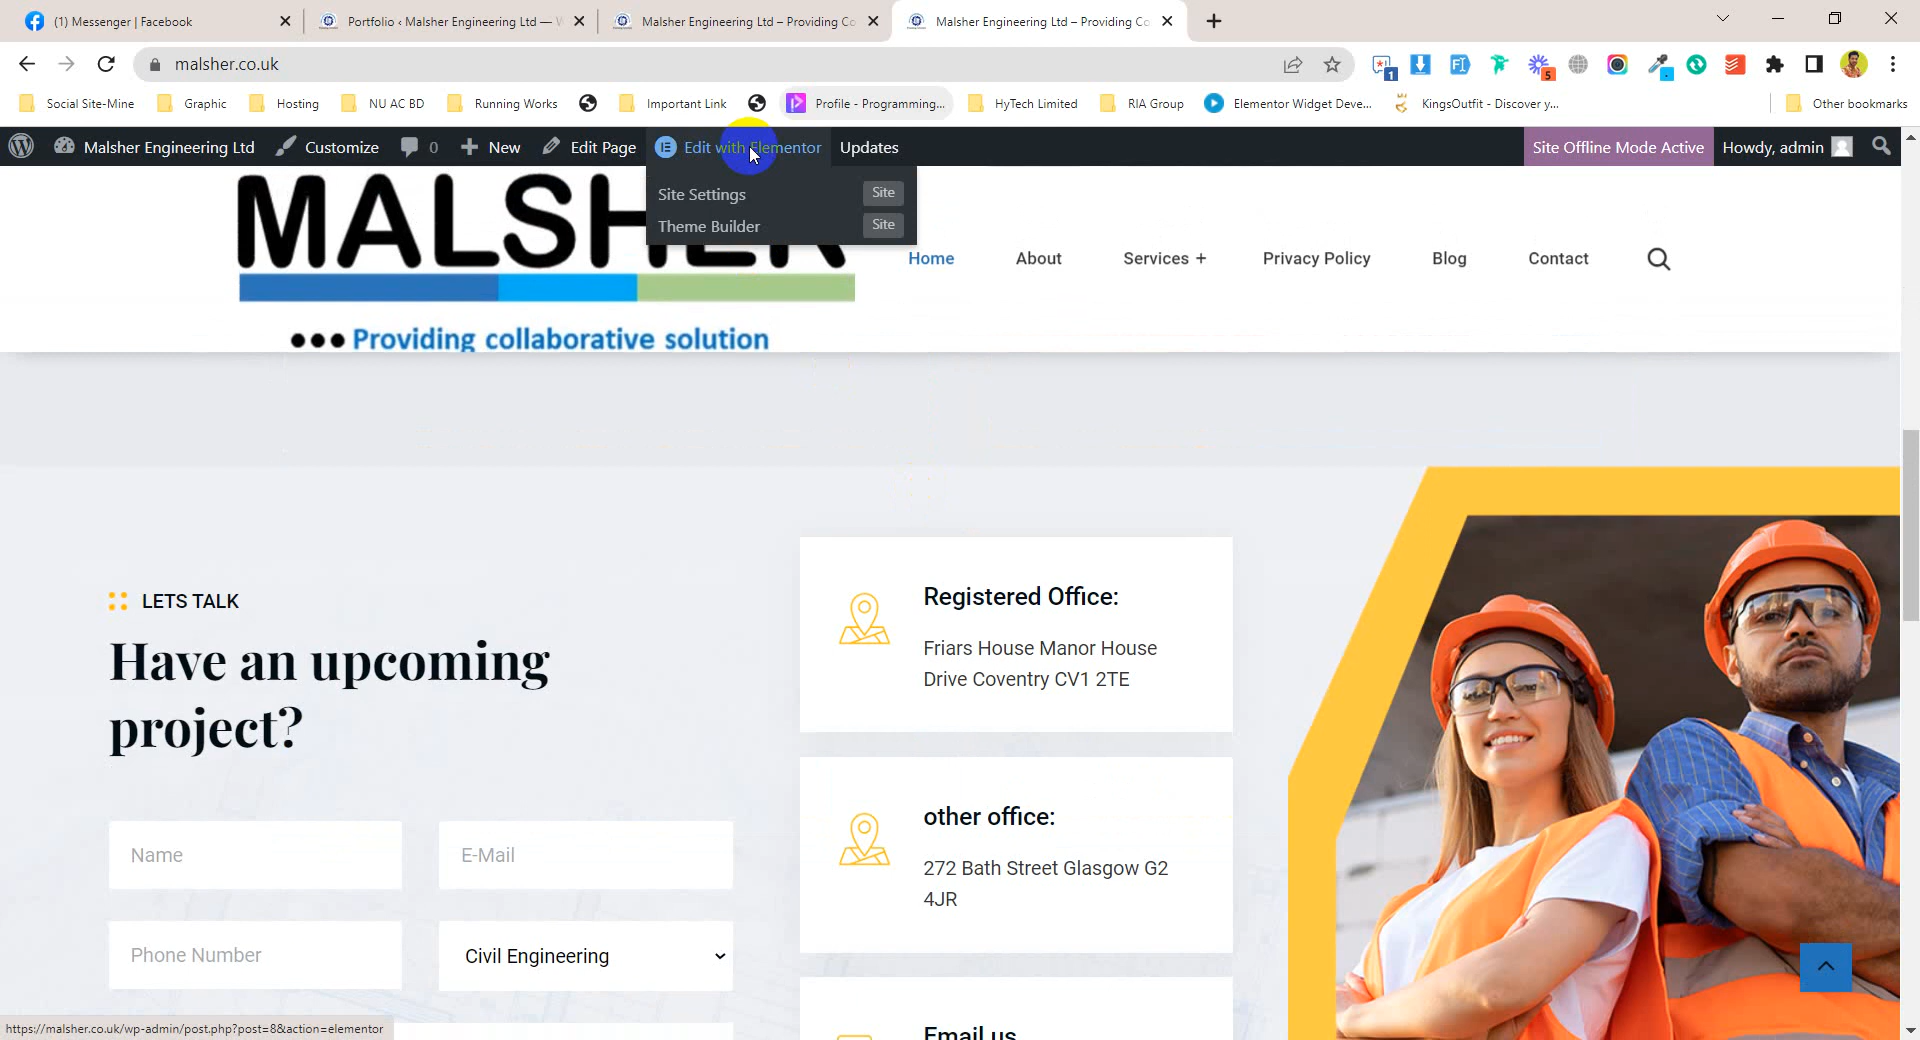 (1) Messenger | Facebook
Portfolio ‹ Malsher Engineering Ltd —
Malsher Engineering Ltd – Providing Co
Malsher Engineering Ltd – Providing Co
malsher.co.uk
1
5
Social Site-Mine
Graphic
Hosting
NU AC BD
Running Works
Important Link
Profile - Programming...
HyTech Limited
RIA Group
Elementor Widget Deve...
KingsOutfit - Discover y...
Other bookmarks
Malsher Engineering Ltd
Customize
0
New
Edit Page
Edit with Elementor
Updates
Site Offline Mode Active
Howdy, admin
Site Settings
Site
Theme Builder
Site
MALSHER
Providing collaborative solution
Home
About
Services +
Privacy Policy
Blog
Contact
LETS TALK
Have an upcoming
project?
Name
E-Mail
Phone Number
Civil Engineering
Registered Office:
Friars House Manor House
Drive Coventry CV1 2TE
other office:
272 Bath Street Glasgow G2
4JR
Email us
https://malsher.co.uk/wp-admin/post.php?post=8&action=elementor